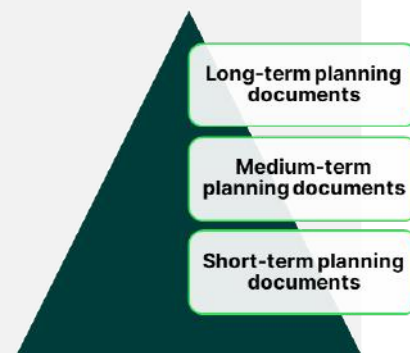 Long-term planning
documents
Medium-term
planning documents
Short-term planning
documents